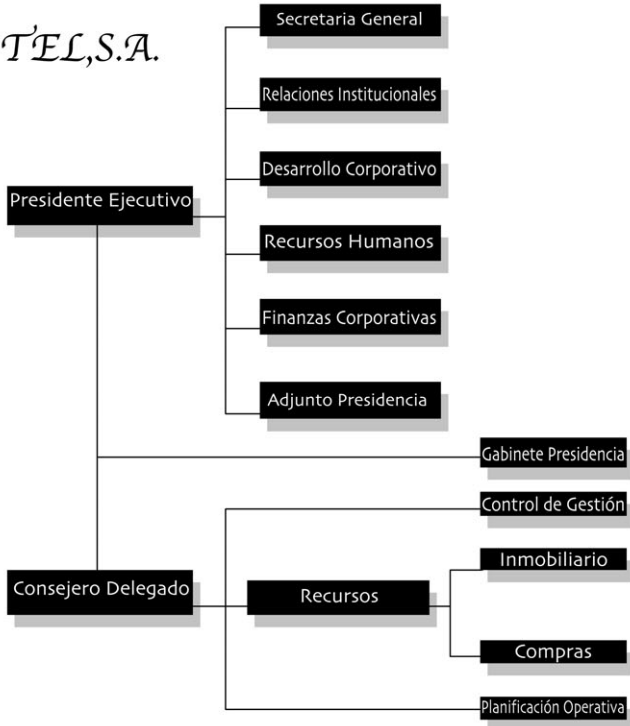 TEL,S.A.
Secretaria General
Relaciones Institucionales
Desarrollo Corporativo
Presidente Ejecutivo
Recursos Humanos
Finanzas Corporativas
Adjunto Presidencia
Gabinete Presidencia
Control de Gestión
Inmobiliario
Consejero Delegado
Recursos
Compras
Planificación Operativa